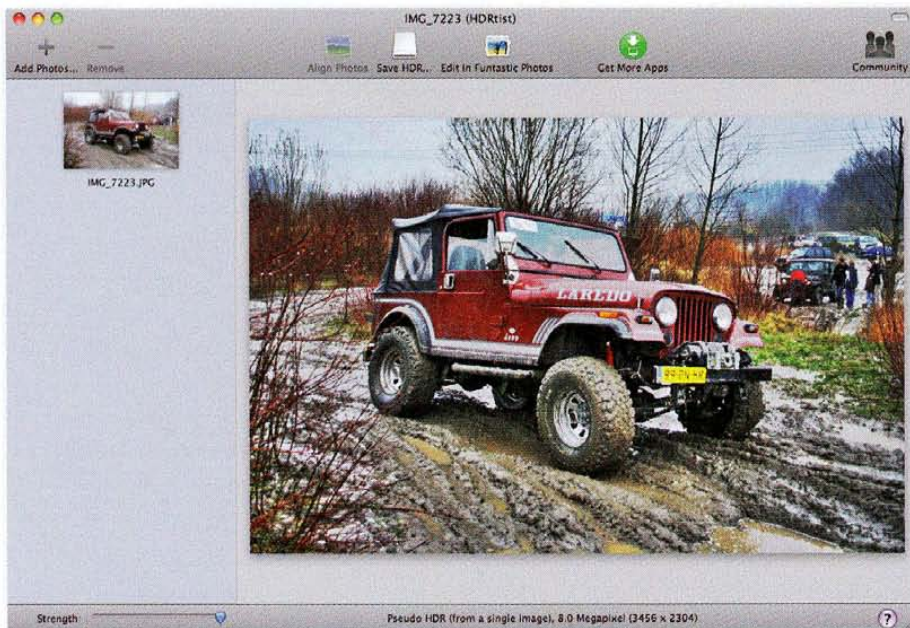 IMG_7223 (HDRtist)
Add Photos... Remove Align Photos Save HDR... Edit In Funtastic Photos Get More Apps Community
IMG_7223.JPG
LAREDO
Jeep
Strength Pseudo HDR (from a single image), 8.0 Megapixel (3456 x 2304) ?